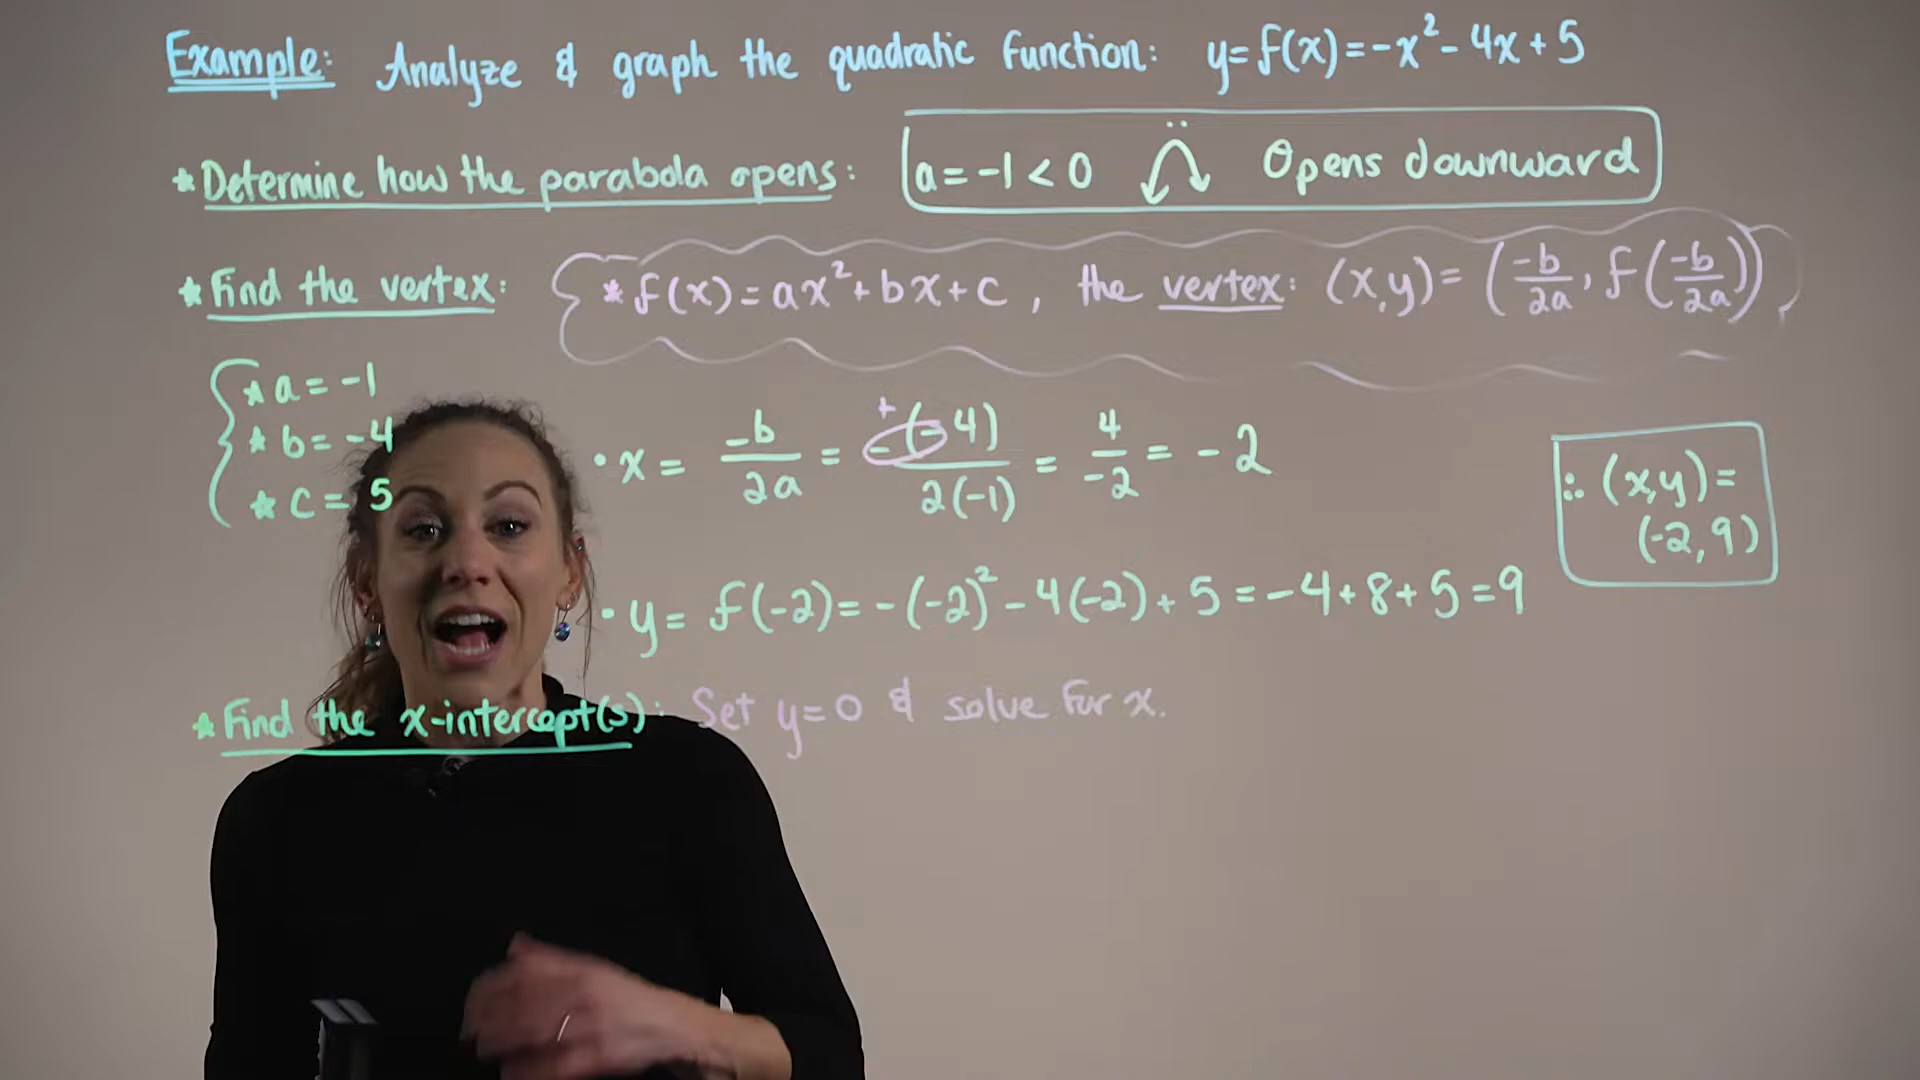 Example: Analyze & graph the quadratic function: y=f(x)=-x²-4x+5
*Determine how the parabola opens: a=-1<0 Opens downward
*Find the vertex: *f(x)=ax²+bx+c, the vertex: (x,y)=(-b/2a, f(-b/2a))
*a=-1
*b=-4
*c=5
•x=-b/2a=-(-4)/2(-1)=4/-2=-2
+
∴(x,y)=
(-2,9)
•y=f(-2)=-(-2)²-4(-2)+5=-4+8+5=9
*Find the x-intercept(s): Set y=0 & solve for x.